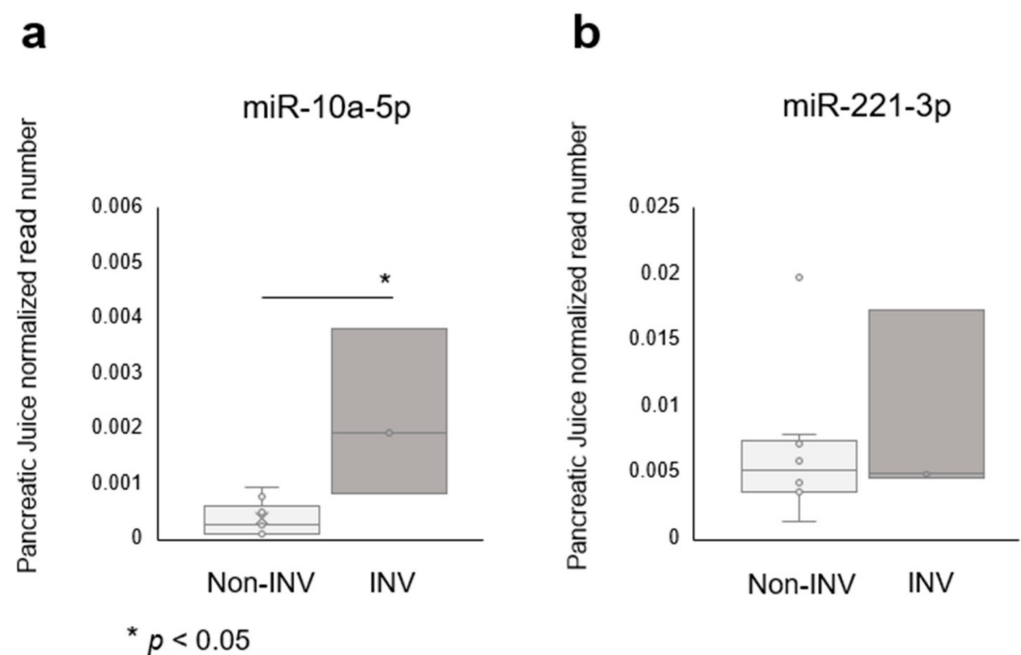 a
miR-10a-5p
Pancreatic Juice normalized read number
0.006
0.005
0.004
0.003
0.002
0.001
0
*
Non-INV INV
* p < 0.05
b
miR-221-3p
Pancreatic Juice normalized read number
0.025
0.02
0.015
0.01
0.005
0
Non-INV INV